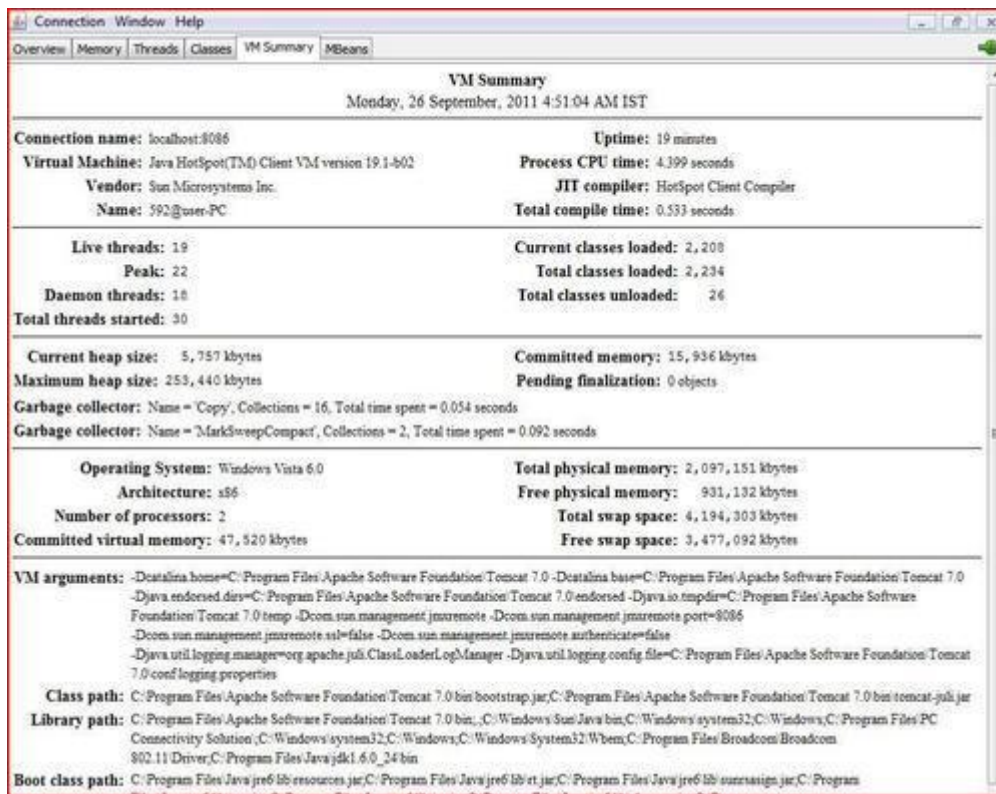 Connection Window Help
Overview Memory Threads Classes VM Summary MBeans
VM Summary
Monday, 26 September, 2011 4:51:04 AM IST
Connection name: localhost:8086 Uptime: 19 minutes
Virtual Machine: Java HotSpot(TM) Client VM version 19.1-b02 Process CPU time: 4.399 seconds
Vendor: Sun Microsystems Inc. JIT compiler: HotSpot Client Compiler
Name: 592@user-PC Total compile time: 0.533 seconds
Live threads: 19 Current classes loaded: 2,208
Peak: 22 Total classes loaded: 2,234
Daemon threads: 18 Total classes unloaded: 26
Total threads started: 30
Current heap size: 5,757 kbytes Committed memory: 15,936 kbytes
Maximum heap size: 253,440 kbytes Pending finalization: 0 objects
Garbage collector: Name = 'Copy', Collections = 16, Total time spent = 0.054 seconds
Garbage collector: Name = 'MarkSweepCompact', Collections = 2, Total time spent = 0.092 seconds
Operating System: Windows Vista 6.0 Total physical memory: 2,097,151 kbytes
Architecture: x86 Free physical memory: 931,132 kbytes
Number of processors: 2 Total swap space: 4,194,303 kbytes
Committed virtual memory: 47,520 kbytes Free swap space: 3,477,092 kbytes
VM arguments: -Dcatalina.home=C:\Program Files\Apache Software Foundation\Tomcat 7.0 -Dcatalina.base=C:\Program Files\Apache Software Foundation\Tomcat 7.0
-Djava.endorsed.dirs=C:\Program Files\Apache Software Foundation\Tomcat 7.0\endorsed -Djava.io.tmpdir=C:\Program Files\Apache Software
Foundation\Tomcat 7.0\temp -Dcom.sun.management.jmxremote -Dcom.sun.management.jmxremote.port=8086
-Dcom.sun.management.jmxremote.ssl=false -Dcom.sun.management.jmxremote.authenticate=false
-Djava.util.logging.manager=org.apache.juli.ClassLoaderLogManager -Djava.util.logging.config.file=C:\Program Files\Apache Software Foundation\Tomcat
7.0\conf\logging.properties
Class path: C:\Program Files\Apache Software Foundation\Tomcat 7.0\bin\bootstrap.jar;C:\Program Files\Apache Software Foundation\Tomcat 7.0\bin\tomcat-juli.jar
Library path: C:\Program Files\Apache Software Foundation\Tomcat 7.0\bin;.;C:\Windows\Sun\Java\bin;C:\Windows\system32;C:\Windows;C:\Program Files\PC
Connectivity Solution\;C:\Windows\system32;C:\Windows;C:\Windows\System32\Wbem;C:\Program Files\Broadcom\Broadcom
802.11\Driver;C:\Program Files\Java\jdk1.6.0_24\bin
Boot class path: C:\Program Files\Java\jre6\lib\resources.jar;C:\Program Files\Java\jre6\lib\rt.jar;C:\Program Files\Java\jre6\lib\sunrsasign.jar;C:\Program